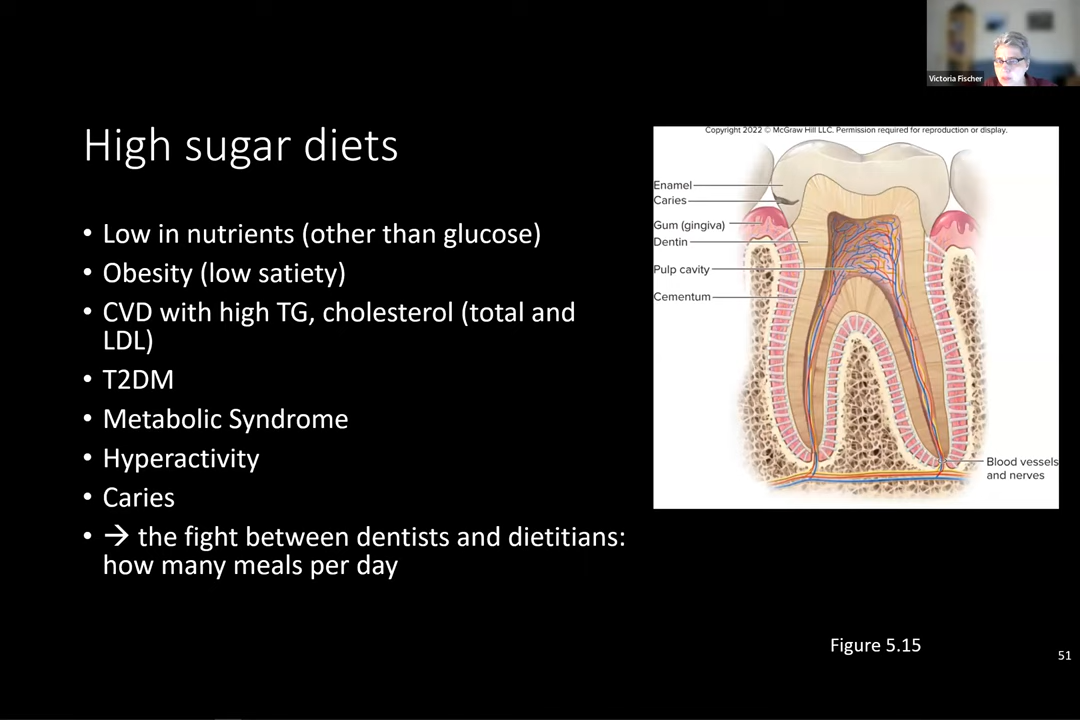 Victoria Fischer
High sugar diets
• Low in nutrients (other than glucose)
• Obesity (low satiety)
• CVD with high TG, cholesterol (total and
LDL)
• T2DM
• Metabolic Syndrome
• Hyperactivity
• Caries
• → the fight between dentists and dietitians:
how many meals per day
Copyright 2022 © McGraw Hill LLC. Permission required for reproduction or display.
Enamel
Caries
Gum (gingiva)
Dentin
Pulp cavity
Cementum
Blood vessels
and nerves
Figure 5.15
51